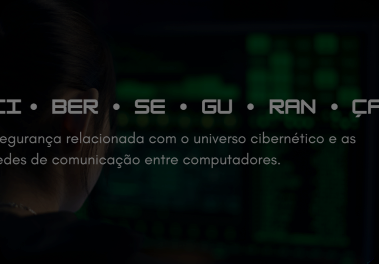 CI • BER • SE • GU • RAN • ÇA
egurança relacionada com o universo cibernético e as
edes de comunicação entre computadores.